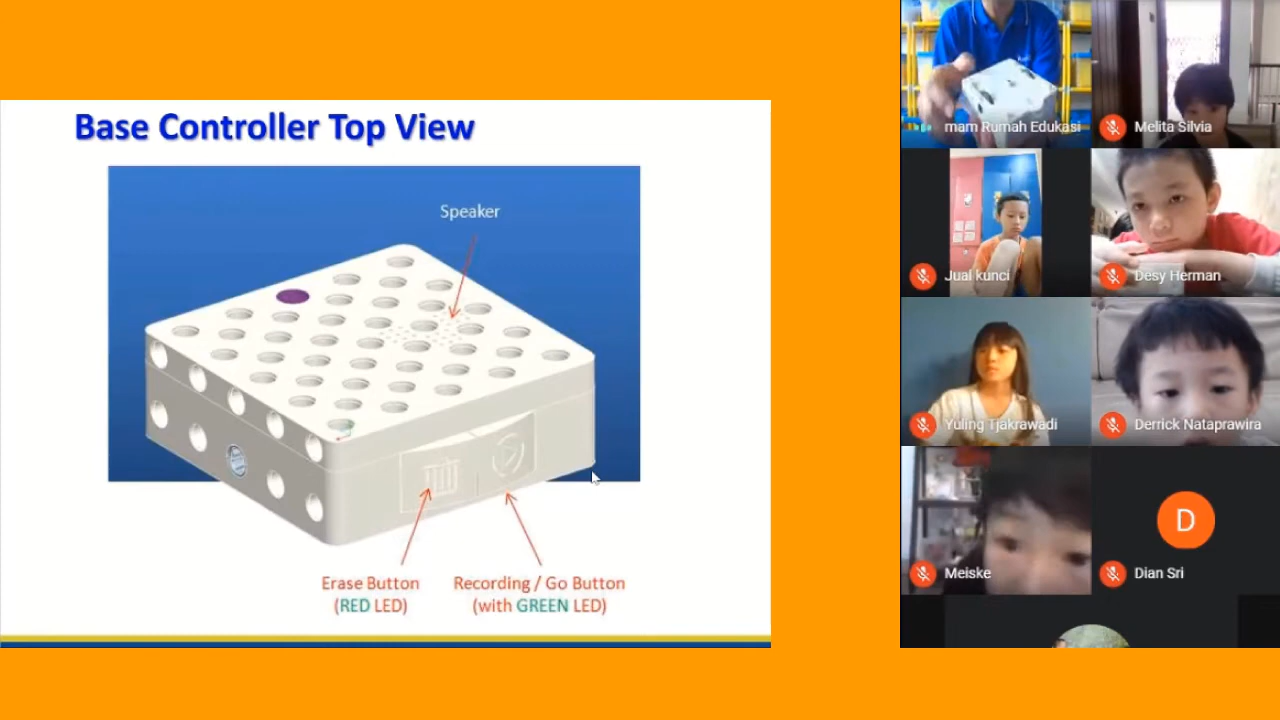 Base Controller Top View
Speaker
Erase Button
(RED LED)
Recording / Go Button
(with GREEN LED)
mam Rumah Edukasi
Melita Silvia
Jual kunci
Desy Herman
Yuling Tjakrawadi
Derrick Nataprawira
Meiske
D
Dian Sri